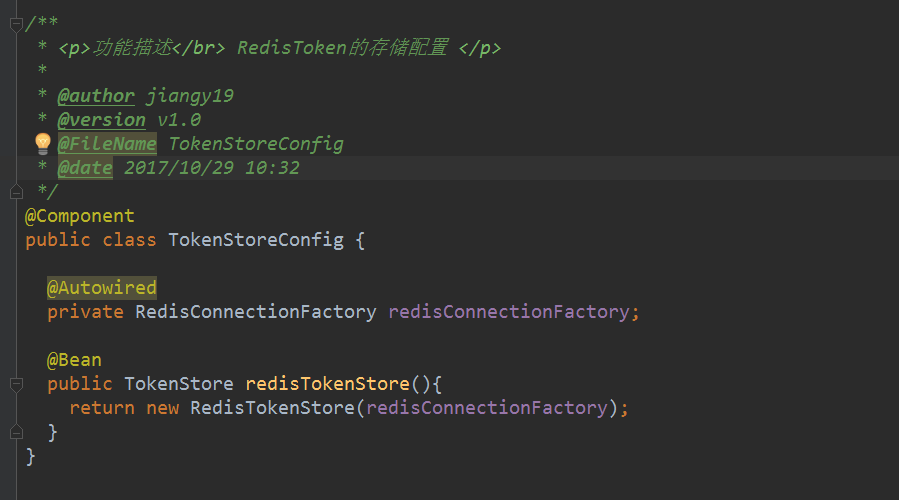 /**
 * <p>功能描述</br> RedisToken的存储配置 </p>
 *
 * @author jiangy19
 * @version v1.0
 @FileName TokenStoreConfig
 * @date 2017/10/29 10:32
 */
@Component
public class TokenStoreConfig {
  @Autowired
  private RedisConnectionFactory redisConnectionFactory;
  @Bean
  public TokenStore redisTokenStore(){
    return new RedisTokenStore(redisConnectionFactory);
  }
}